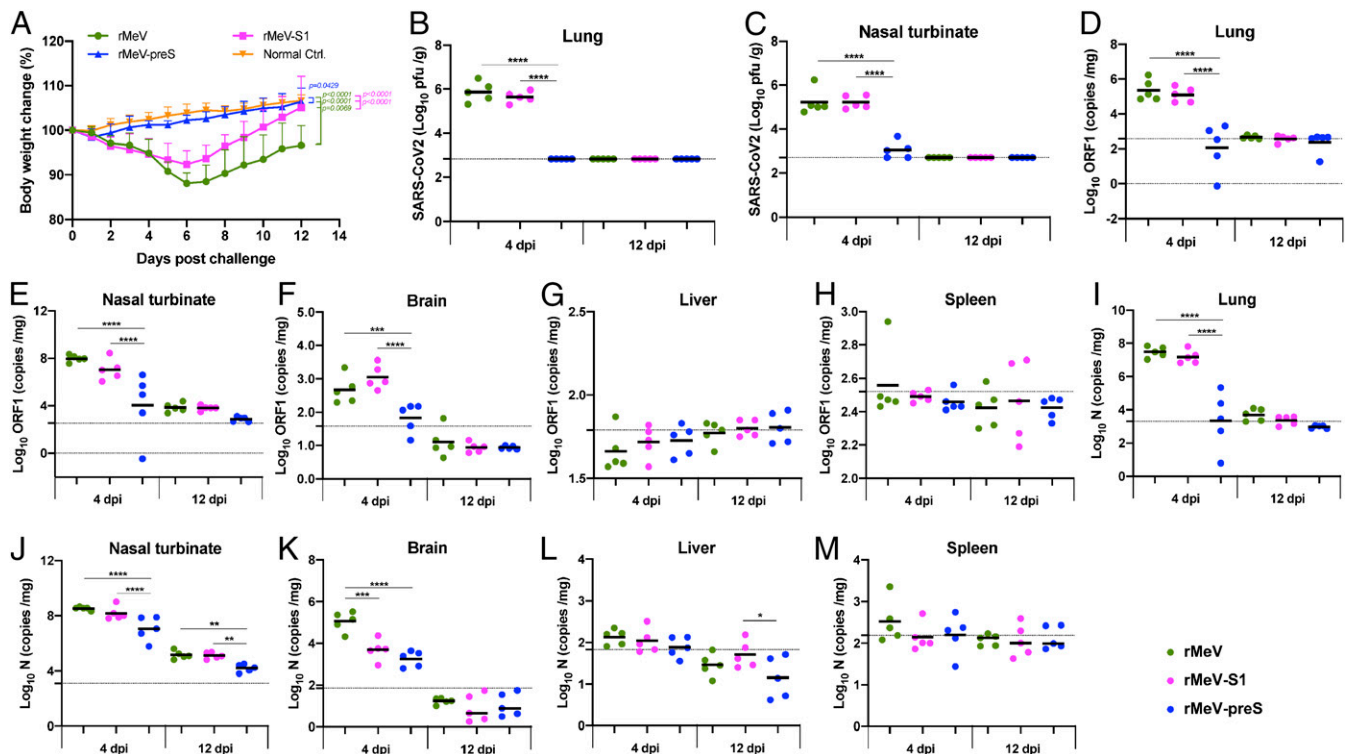 A
rMeV
rMeV-S1
rMeV-preS
Normal Ctrl.
Body weight change (%)
120
110
100
90
80
p=0.0429
p<0.0001
p<0.0001
p<0.0001
p<0.0001
p=0.0069
0 2 4 6 8 10 12 14
Days post challenge
B
Lung
SARS-CoV2 (Log10 pfu /g)
8
6
4
2
0
****
****
4 dpi 12 dpi
C
Nasal turbinate
SARS-CoV2 (Log10 pfu /g)
8
6
4
2
0
****
****
4 dpi 12 dpi
D
Lung
Log10 ORF1 (copies /mg)
8
6
4
2
0
-2
****
****
4 dpi 12 dpi
E
Nasal turbinate
Log10 ORF1 (copies /mg)
12
8
4
0
****
****
4 dpi 12 dpi
F
Brain
Log10 ORF1 (copies /mg)
5.0
4.0
3.0
2.0
1.0
0.0
***
****
4 dpi 12 dpi
G
Liver
Log10 ORF1 (copies /mg)
2.5
2.0
1.5
4 dpi 12 dpi
H
Spleen
Log10 ORF1 (copies /mg)
3.0
2.8
2.6
2.4
2.2
2.0
4 dpi 12 dpi
I
Lung
Log10 N (copies /mg)
10.0
7.5
5.0
2.5
0.0
****
****
4 dpi 12 dpi
J
Nasal turbinate
Log10 N (copies /mg)
10
8
6
4
2
0
****
****
**
**
4 dpi 12 dpi
K
Brain
Log10 N (copies /mg)
8
6
4
2
0
****
***
4 dpi 12 dpi
L
Liver
Log10 N (copies /mg)
4
3
2
1
0
*
4 dpi 12 dpi
M
Spleen
Log10 N (copies /mg)
4
3
2
1
0
4 dpi 12 dpi
rMeV
rMeV-S1
rMeV-preS